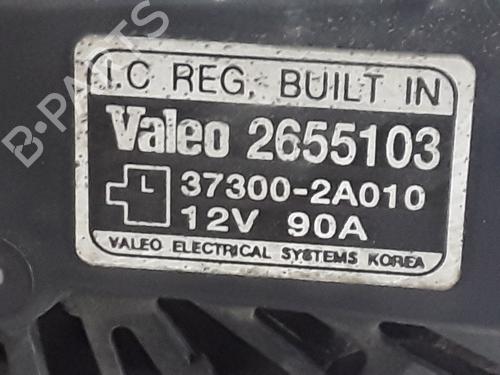 I.C REG. BUILT IN
Valeo 2655103
L 37300-2A010
12V 90A
VALEO ELECTRICAL SYSTEMS KOREA
B-PARTS